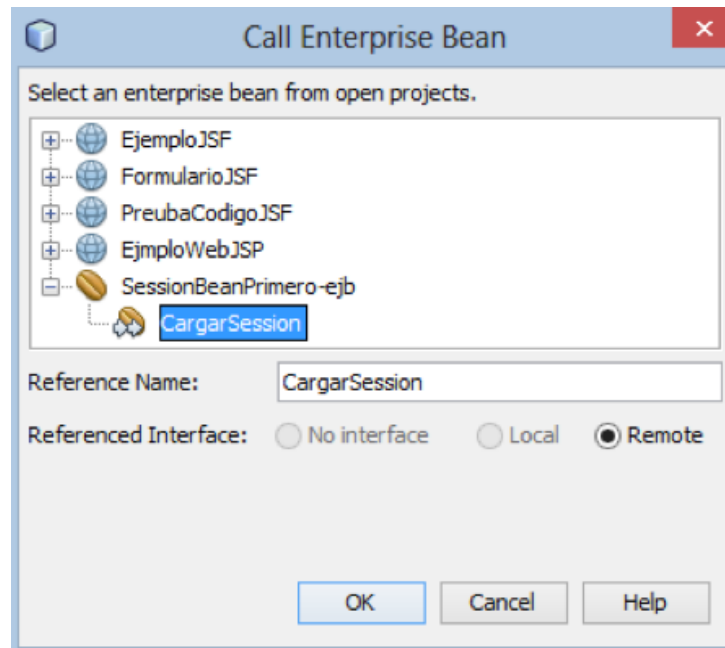 Call Enterprise Bean
Select an enterprise bean from open projects.
EjemploJSF
FormularioJSF
PreubaCodigoJSF
EjmploWebJSP
SessionBeanPrimero-ejb
CargarSession
Reference Name: CargarSession
Referenced Interface: No interface Local Remote
OK Cancel Help